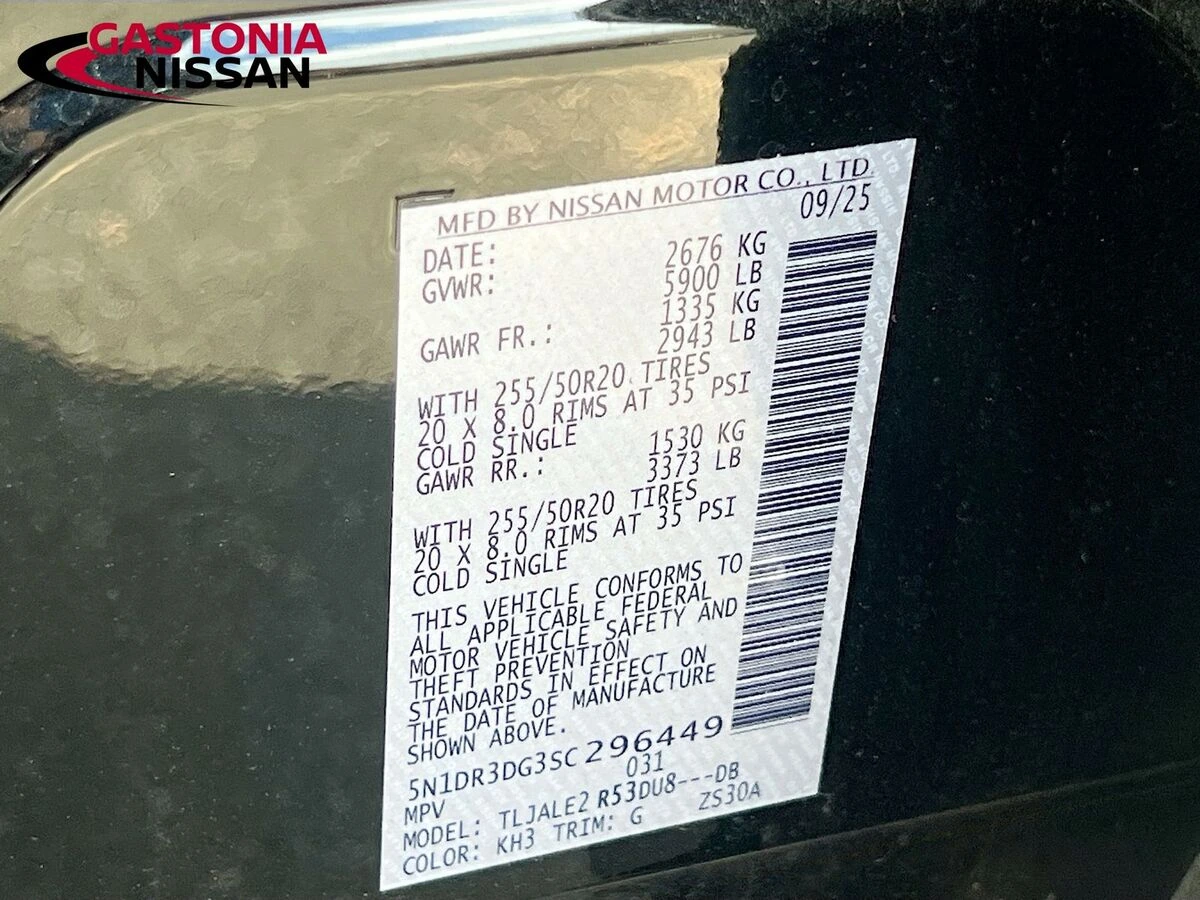 GASTONIA
NISSAN
MFD BY NISSAN MOTOR CO., LTD.
DATE: 09/25
GVWR: 2676 KG
5900 LB
GAWR FR.: 1335 KG
2943 LB
WITH 255/50R20 TIRES
20 X 8.0 RIMS AT 35 PSI
COLD SINGLE
GAWR RR.: 1530 KG
3373 LB
WITH 255/50R20 TIRES
20 X 8.0 RIMS AT 35 PSI
COLD SINGLE
THIS VEHICLE CONFORMS TO
ALL APPLICABLE FEDERAL
MOTOR VEHICLE SAFETY AND
THEFT PREVENTION
STANDARDS IN EFFECT ON
THE DATE OF MANUFACTURE
SHOWN ABOVE.
5N1DR3DG3SC296449
MPV 031
MODEL: TLJALE2 R53DU8---DB
COLOR: KH3 TRIM: G ZS30A